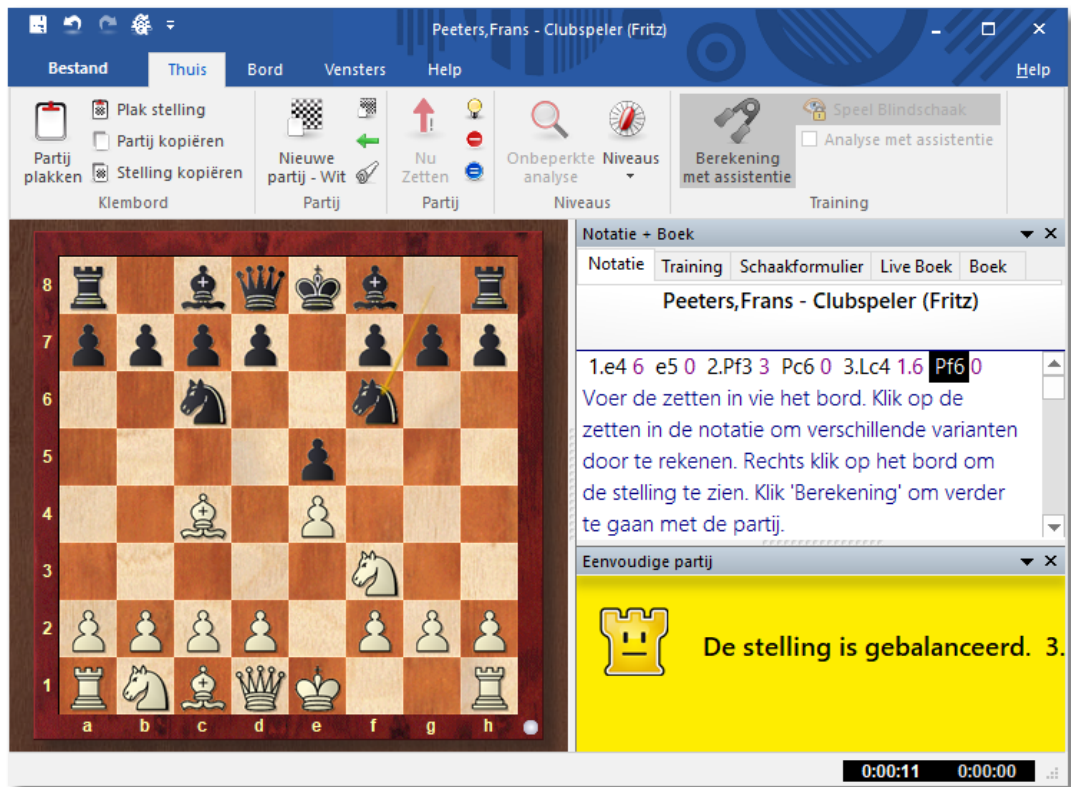 Peeters,Frans - Clubspeler (Fritz)
Bestand Thuis Bord Vensters Help Help
Plak stelling
Partij kopiëren
Stelling kopiëren
Partij
plakken
Klembord
Nieuwe
partij - Wit
Partij
Nu
Zetten
Partij
Onbeperkte
analyse
Niveaus
Niveaus
Berekening
met assistentie
Speel Blindschaak
Analyse met assistentie
Training
8
7
6
5
4
3
2
1
a b c d e f g h
Notatie + Boek
Notatie Training Schaakformulier Live Boek Boek
Peeters,Frans - Clubspeler (Fritz)
1.e4 6 e5 0 2.Pf3 3 Pc6 0 3.Lc4 1.6 Pf6 0
Voer de zetten in vie het bord. Klik op de
zetten in de notatie om verschillende varianten
door te rekenen. Rechts klik op het bord om
de stelling te zien. Klik 'Berekening' om verder
te gaan met de partij.
Eenvoudige partij
De stelling is gebalanceerd. 3.
0:00:11 0:00:00